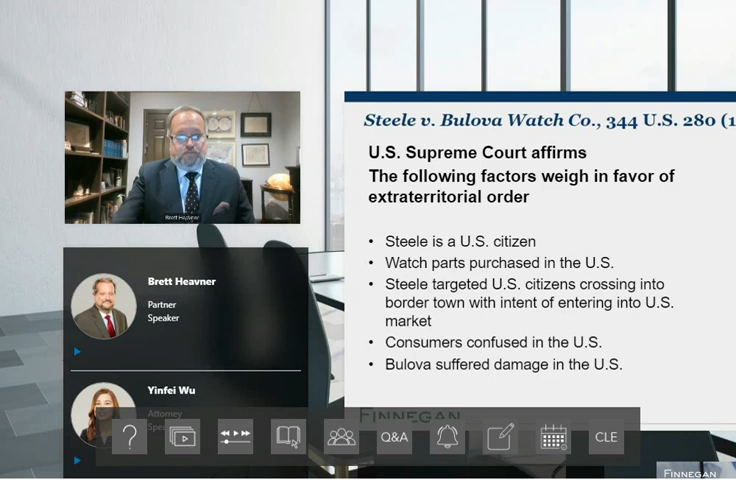 Steele v. Bulova Watch Co., 344 U.S. 280 (1
U.S. Supreme Court affirms
The following factors weigh in favor of
extraterritorial order
• Steele is a U.S. citizen
• Watch parts purchased in the U.S.
• Steele targeted U.S. citizens crossing into
border town with intent of entering into U.S.
market
• Consumers confused in the U.S.
• Bulova suffered damage in the U.S.
FINNEGAN
Brett Heavner
Brett Heavner
Partner
Speaker
Yinfei Wu
Attorney
?
Q&A
CLE
FINNEGAN